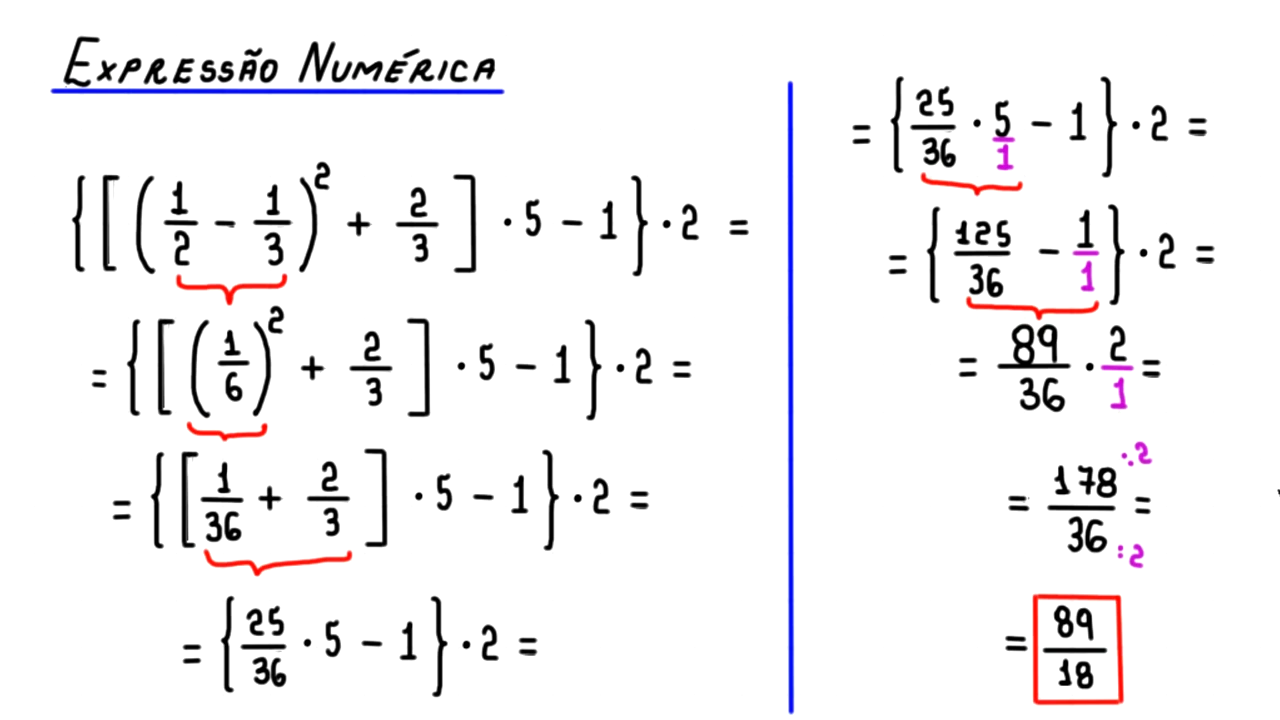 EXPRESSÃO NUMÉRICA
{[(1/2 - 1/3)² + 2/3] · 5 - 1} · 2 =
= {[(1/6)² + 2/3] · 5 - 1} · 2 =
= {[1/36 + 2/3] · 5 - 1} · 2 =
= {25/36 · 5 - 1} · 2 =
= {25/36 · 5/1 - 1} · 2 =
= {125/36 - 1/1} · 2 =
= 89/36 · 2/1 =
= 178/36 :2 :2 =
= 89/18